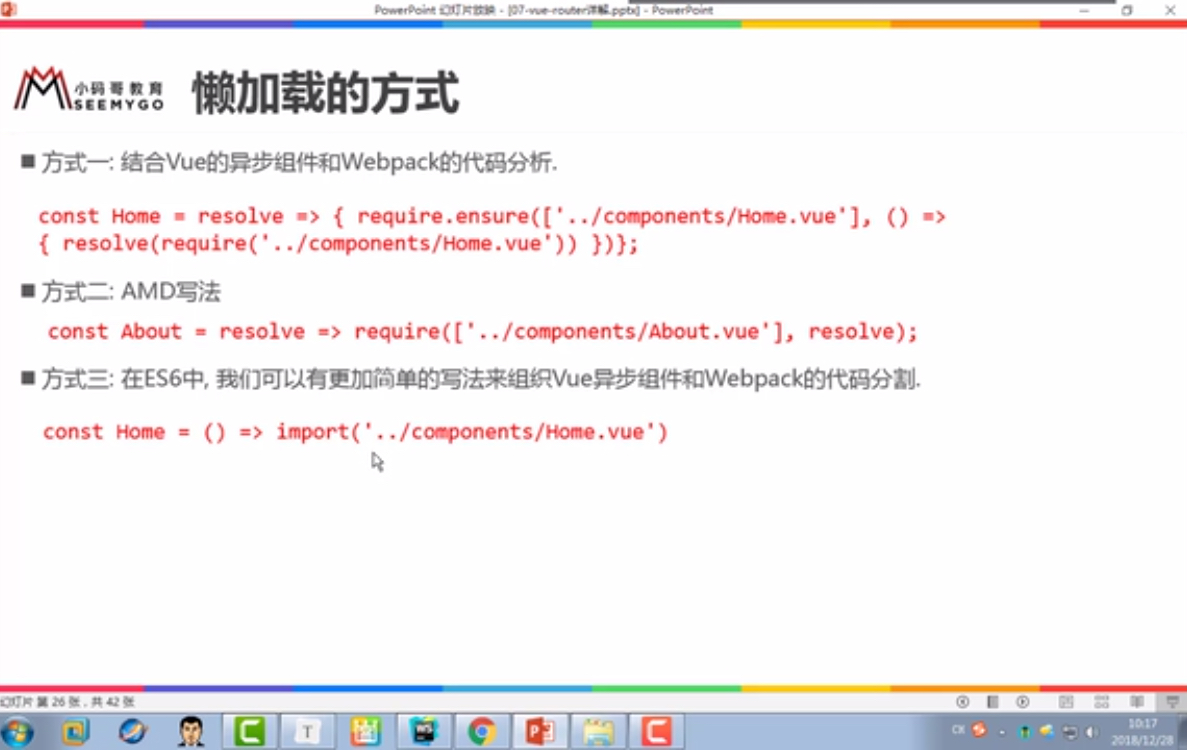 PowerPoint 幻灯片放映 - [07-vue-router详解.pptx] - PowerPoint
小码哥教育
SEEMYGO
懒加载的方式
方式一: 结合Vue的异步组件和Webpack的代码分析.
const Home = resolve => { require.ensure(['../components/Home.vue'], () =>
{ resolve(require('../components/Home.vue')) })};
方式二: AMD写法
const About = resolve => require(['../components/About.vue'], resolve);
方式三: 在ES6中, 我们可以有更加简单的写法来组织Vue异步组件和Webpack的代码分割.
const Home = () => import('../components/Home.vue')
幻灯片 第 26 张，共 42 张
T
WS
CH
10:17
2018/12/28